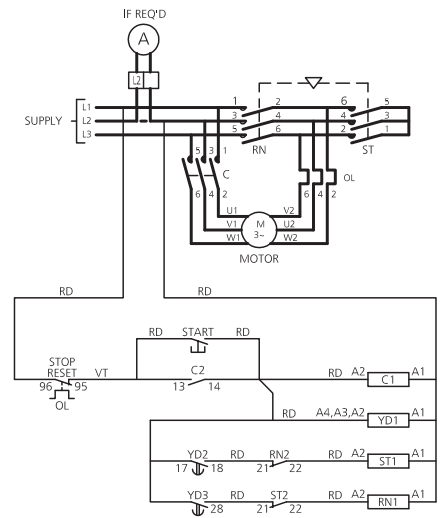 IF REQ'D
A
L2
L1 1 2 6 5
SUPPLY L2 3 4 4 3
L3 5 6 2 1
RN ST
5 3 1
C
OL
6 4 2
6 4 2
U1 M V2
V1 3~ U2
W1 W2
MOTOR
RD RD
RD START RD
STOP
RESET VT C2 RD A2 C1 A1
96 95 13 14
OL
RD A4,A3,A2 YD1 A1
YD2 RD RN2 RD A2 ST1 A1
17 18 21 22
YD3 RD ST2 RD A2 RN1 A1
28 21 22